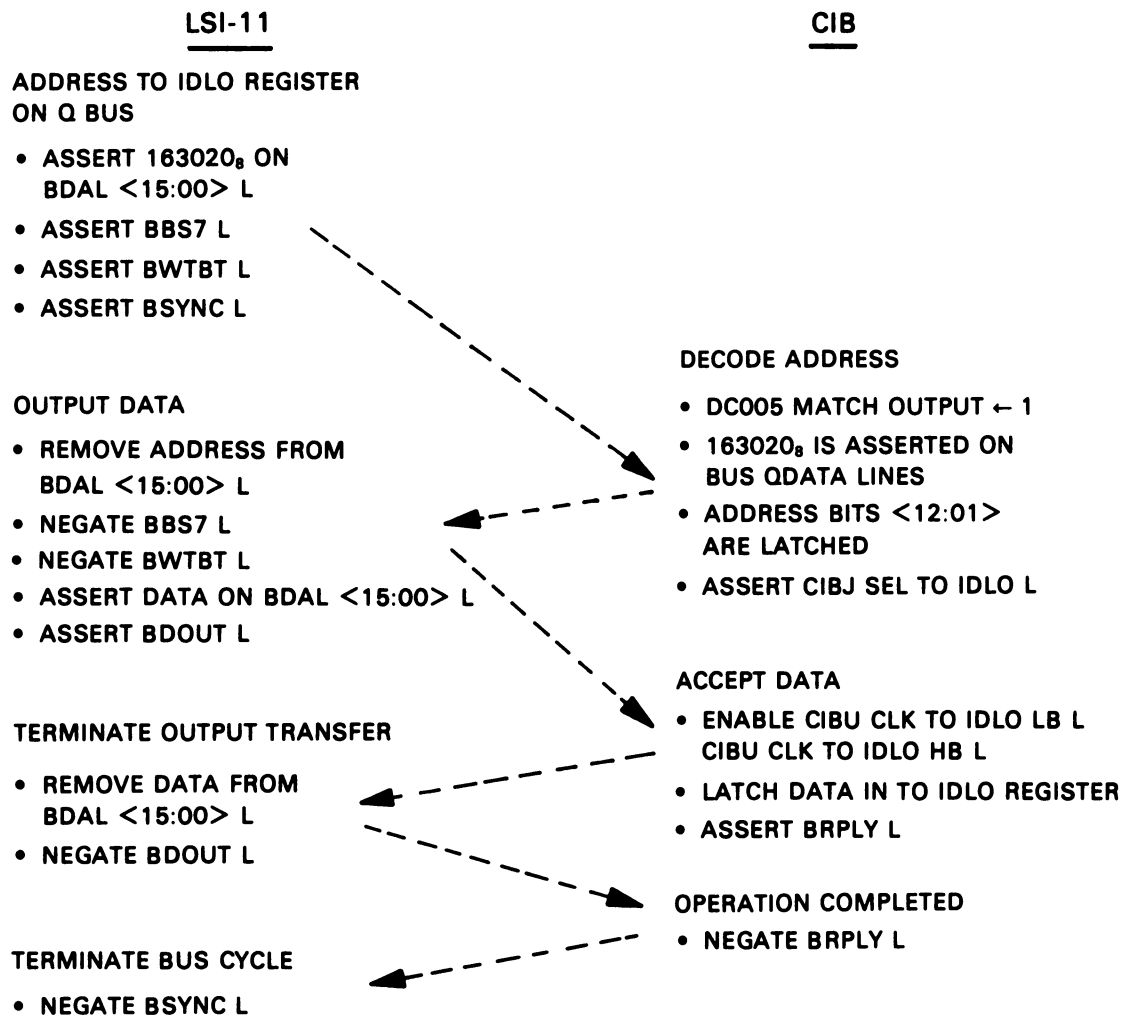 LSI-11
CIB
ADDRESS TO IDLO REGISTER
ON Q BUS
• ASSERT 163020₈ ON
BDAL <15:00> L
• ASSERT BBS7 L
• ASSERT BWTBT L
• ASSERT BSYNC L
DECODE ADDRESS
• DC005 MATCH OUTPUT ← 1
• 163020₈ IS ASSERTED ON
BUS QDATA LINES
• ADDRESS BITS <12:01>
ARE LATCHED
• ASSERT CIBJ SEL TO IDLO L
OUTPUT DATA
• REMOVE ADDRESS FROM
BDAL <15:00> L
• NEGATE BBS7 L
• NEGATE BWTBT L
• ASSERT DATA ON BDAL <15:00> L
• ASSERT BDOUT L
ACCEPT DATA
• ENABLE CIBU CLK TO IDLO LB L
CIBU CLK TO IDLO HB L
• LATCH DATA IN TO IDLO REGISTER
• ASSERT BRPLY L
TERMINATE OUTPUT TRANSFER
• REMOVE DATA FROM
BDAL <15:00> L
• NEGATE BDOUT L
OPERATION COMPLETED
• NEGATE BRPLY L
TERMINATE BUS CYCLE
• NEGATE BSYNC L